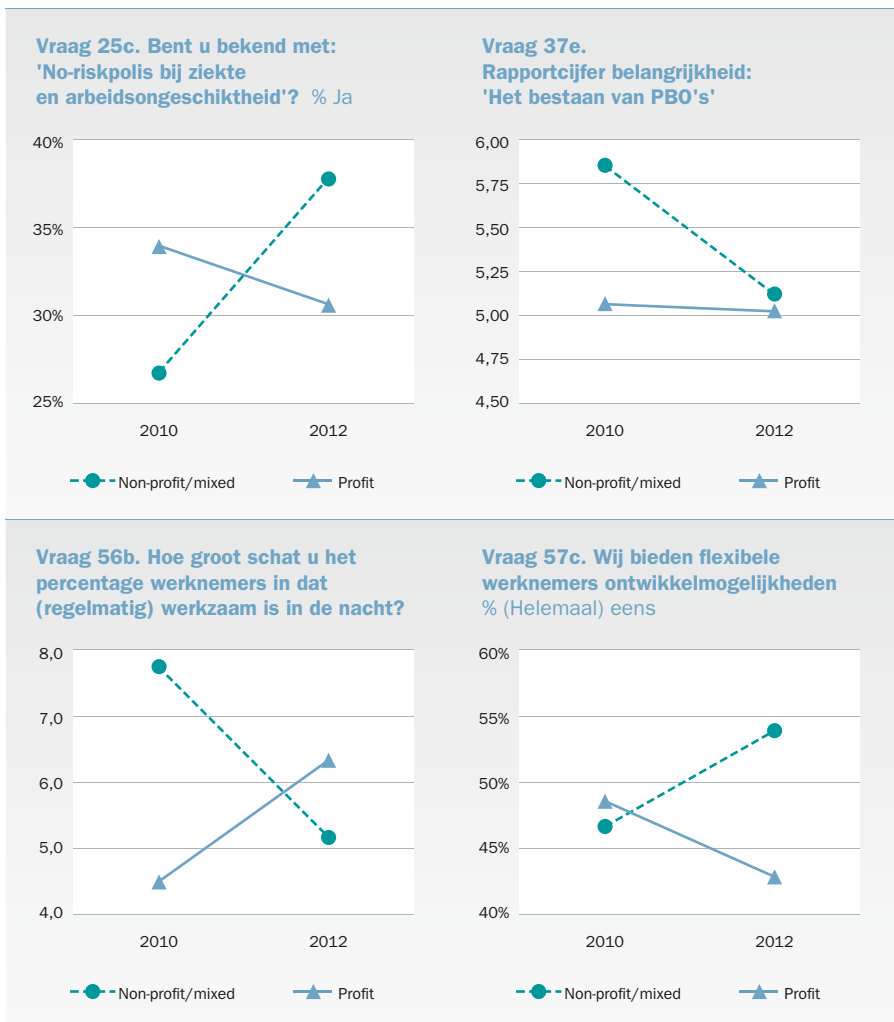 Vraag 25c. Bent u bekend met:
'No-riskpolis bij ziekte
en arbeidsongeschiktheid'? % Ja
40%
35%
30%
25%
2010 2012
Non-profit/mixed Profit
Vraag 37e.
Rapportcijfer belangrijkheid:
'Het bestaan van PBO's'
6,00
5,75
5,50
5,25
5,00
4,75
4,50
2010 2012
Non-profit/mixed Profit
Vraag 56b. Hoe groot schat u het
percentage werknemers in dat
(regelmatig) werkzaam is in de nacht?
8,0
7,0
6,0
5,0
4,0
2010 2012
Non-profit/mixed Profit
Vraag 57c. Wij bieden flexibele
werknemers ontwikkelmogelijkheden
% (Helemaal) eens
60%
55%
50%
45%
40%
2010 2012
Non-profit/mixed Profit